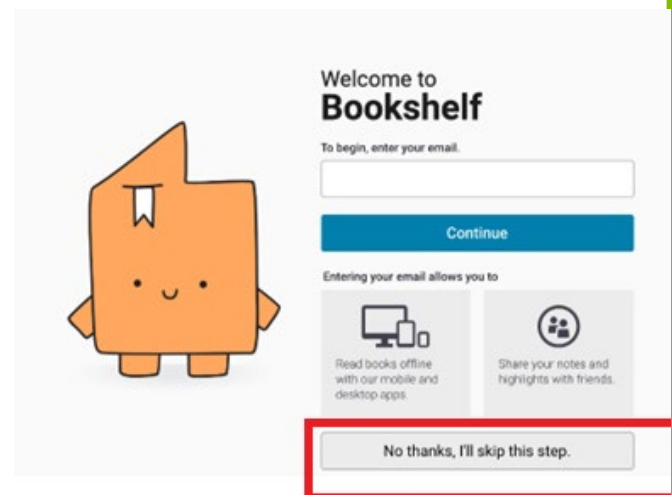 Welcome to
Bookshelf
To begin, enter your email.
Continue
Entering your email allows you to
Read books offline
with our mobile and
desktop apps.
Share your notes and
highlights with friends.
No thanks, I'll skip this step.